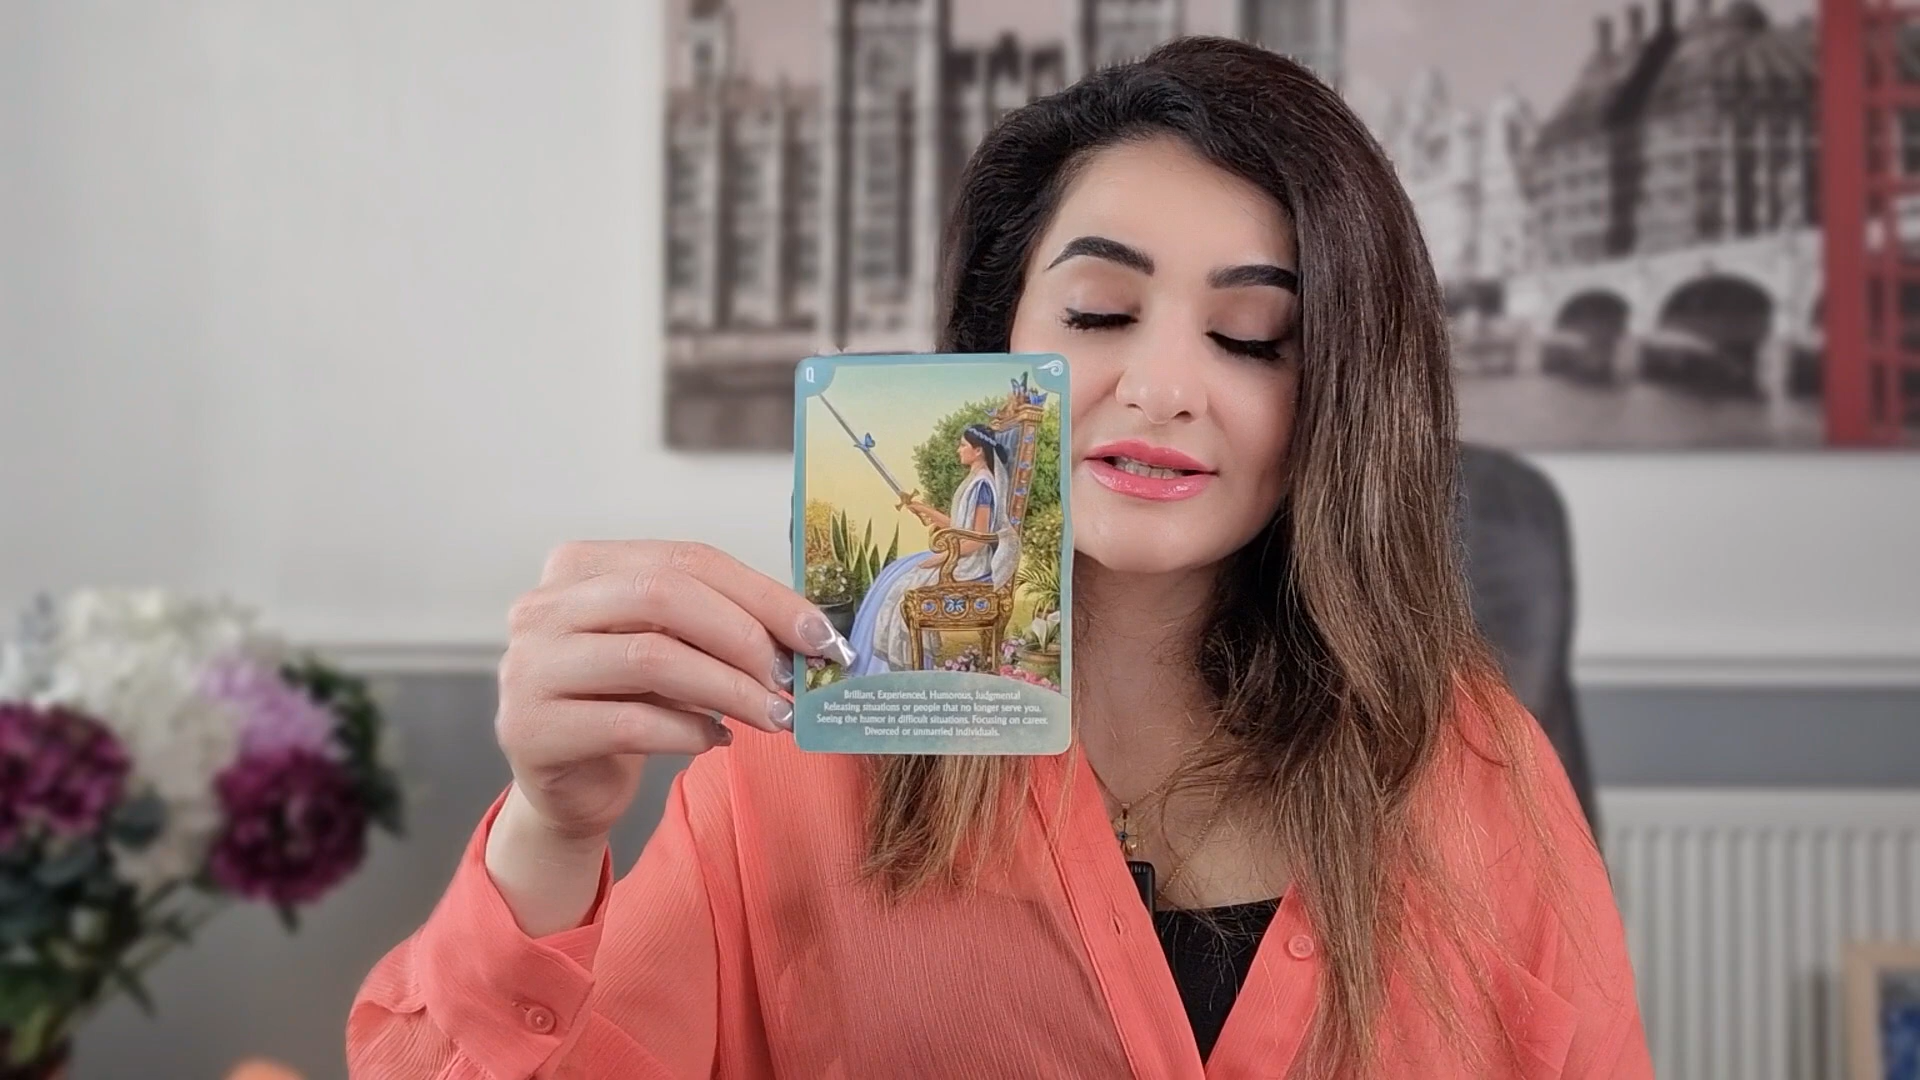 Q
Brilliant, Experienced, Humorous, Judgmental
Releasing situations or people that no longer serve you.
Seeing the humor in difficult situations. Focusing on career.
Divorced or unmarried individuals.